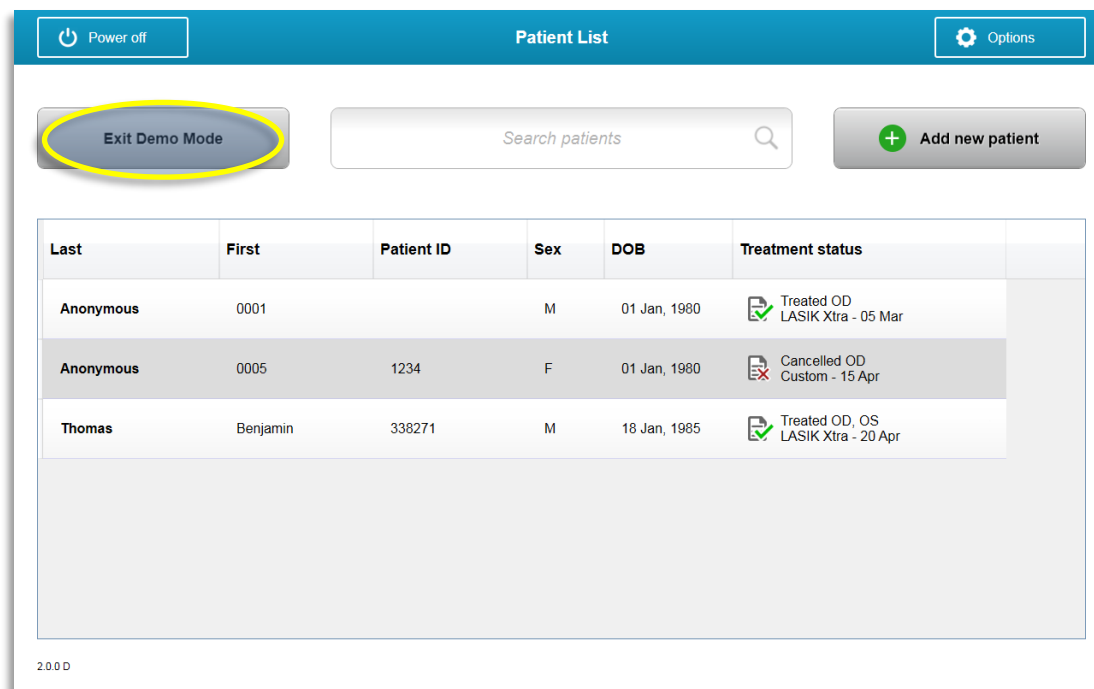 Power off
Patient List
Options
Exit Demo Mode
Search patients
Add new patient
Last First Patient ID Sex DOB Treatment status
Anonymous 0001 M 01 Jan, 1980 Treated OD
LASIK Xtra - 05 Mar
Anonymous 0005 1234 F 01 Jan, 1980 Cancelled OD
Custom - 15 Apr
Thomas Benjamin 338271 M 18 Jan, 1985 Treated OD, OS
LASIK Xtra - 20 Apr
2.0.0 D